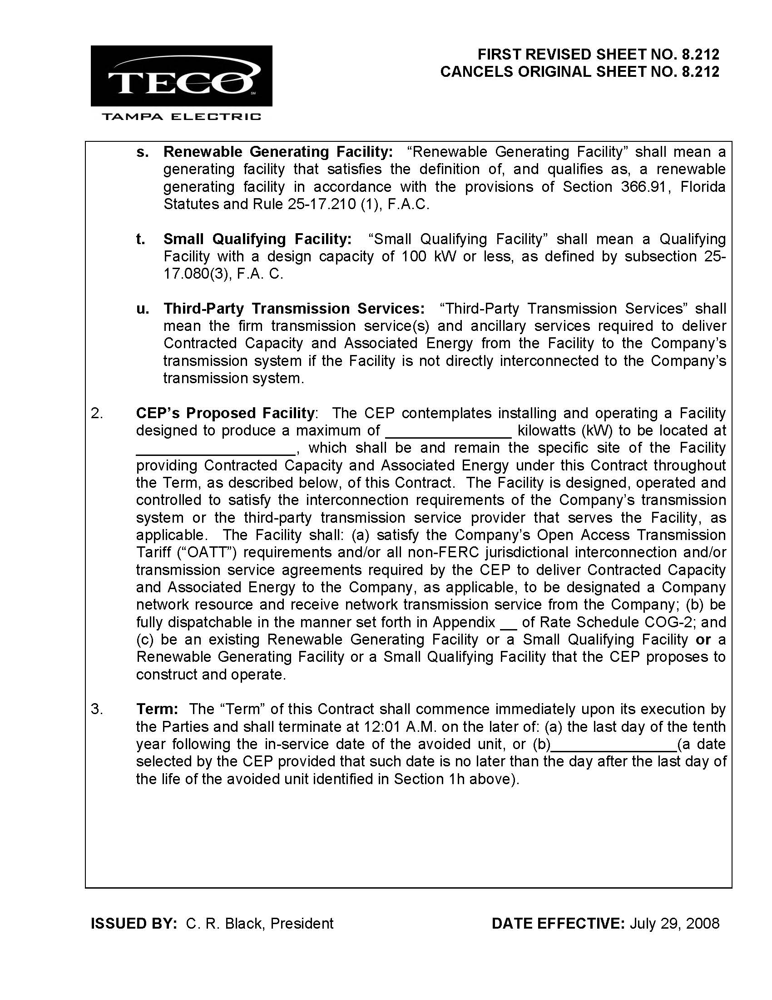 FIRST REVISED SHEET NO. 8.212
CANCELS ORIGINAL SHEET NO. 8.212
TECO
SM
TAMPA ELECTRIC
s. Renewable Generating Facility: “Renewable Generating Facility” shall mean a
generating facility that satisfies the definition of, and qualifies as, a renewable
generating facility in accordance with the provisions of Section 366.91, Florida
Statutes and Rule 25-17.210 (1), F.A.C.
t. Small Qualifying Facility: “Small Qualifying Facility” shall mean a Qualifying
Facility with a design capacity of 100 kW or less, as defined by subsection 25-
17.080(3), F.A. C.
u. Third-Party Transmission Services: “Third-Party Transmission Services” shall
mean the firm transmission service(s) and ancillary services required to deliver
Contracted Capacity and Associated Energy from the Facility to the Company’s
transmission system if the Facility is not directly interconnected to the Company’s
transmission system.
2. CEP’s Proposed Facility: The CEP contemplates installing and operating a Facility
designed to produce a maximum of _______________ kilowatts (kW) to be located at
___________________, which shall be and remain the specific site of the Facility
providing Contracted Capacity and Associated Energy under this Contract throughout
the Term, as described below, of this Contract. The Facility is designed, operated and
controlled to satisfy the interconnection requirements of the Company’s transmission
system or the third-party transmission service provider that serves the Facility, as
applicable. The Facility shall: (a) satisfy the Company’s Open Access Transmission
Tariff (“OATT”) requirements and/or all non-FERC jurisdictional interconnection and/or
transmission service agreements required by the CEP to deliver Contracted Capacity
and Associated Energy to the Company, as applicable, to be designated a Company
network resource and receive network transmission service from the Company; (b) be
fully dispatchable in the manner set forth in Appendix __ of Rate Schedule COG-2; and
(c) be an existing Renewable Generating Facility or a Small Qualifying Facility or a
Renewable Generating Facility or a Small Qualifying Facility that the CEP proposes to
construct and operate.
3. Term: The “Term” of this Contract shall commence immediately upon its execution by
the Parties and shall terminate at 12:01 A.M. on the later of: (a) the last day of the tenth
year following the in-service date of the avoided unit, or (b)_______________(a date
selected by the CEP provided that such date is no later than the day after the last day of
the life of the avoided unit identified in Section 1h above).
ISSUED BY: C. R. Black, President
DATE EFFECTIVE: July 29, 2008